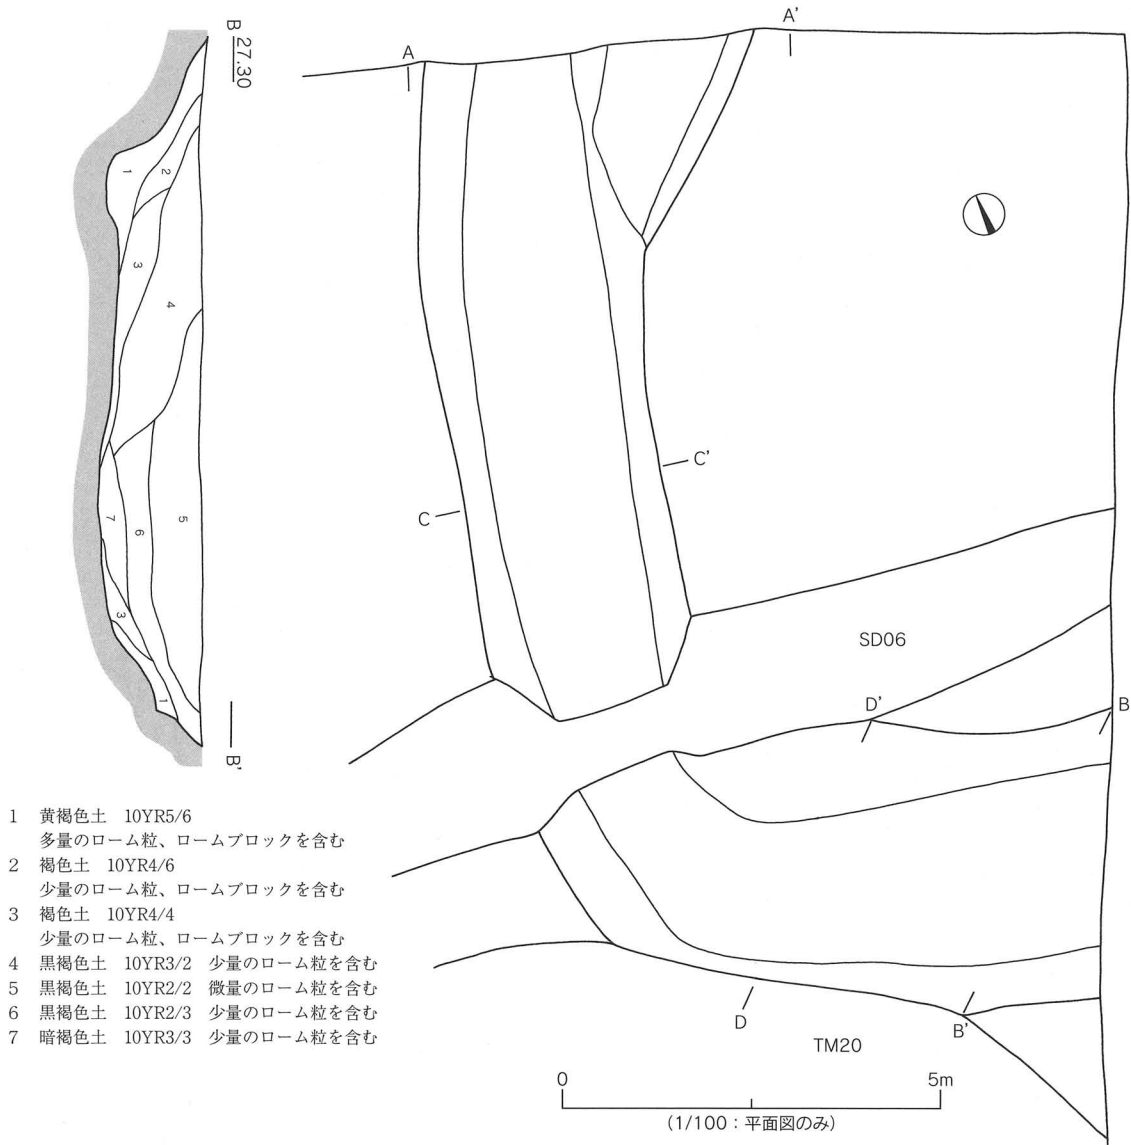 B 27.30
1
2
3
4
5
6
7
3
1
B'
A
A'
C
C'
SD06
D'
B
D
B'
TM20
1 黄褐色土 10YR5/6
多量のローム粒、ロームブロックを含む
2 褐色土 10YR4/6
少量のローム粒、ロームブロックを含む
3 褐色土 10YR4/4
少量のローム粒、ロームブロックを含む
4 黒褐色土 10YR3/2 少量のローム粒を含む
5 黒褐色土 10YR2/2 微量のローム粒を含む
6 黒褐色土 10YR2/3 少量のローム粒を含む
7 暗褐色土 10YR3/3 少量のローム粒を含む
0 5m
(1/100：平面図のみ)